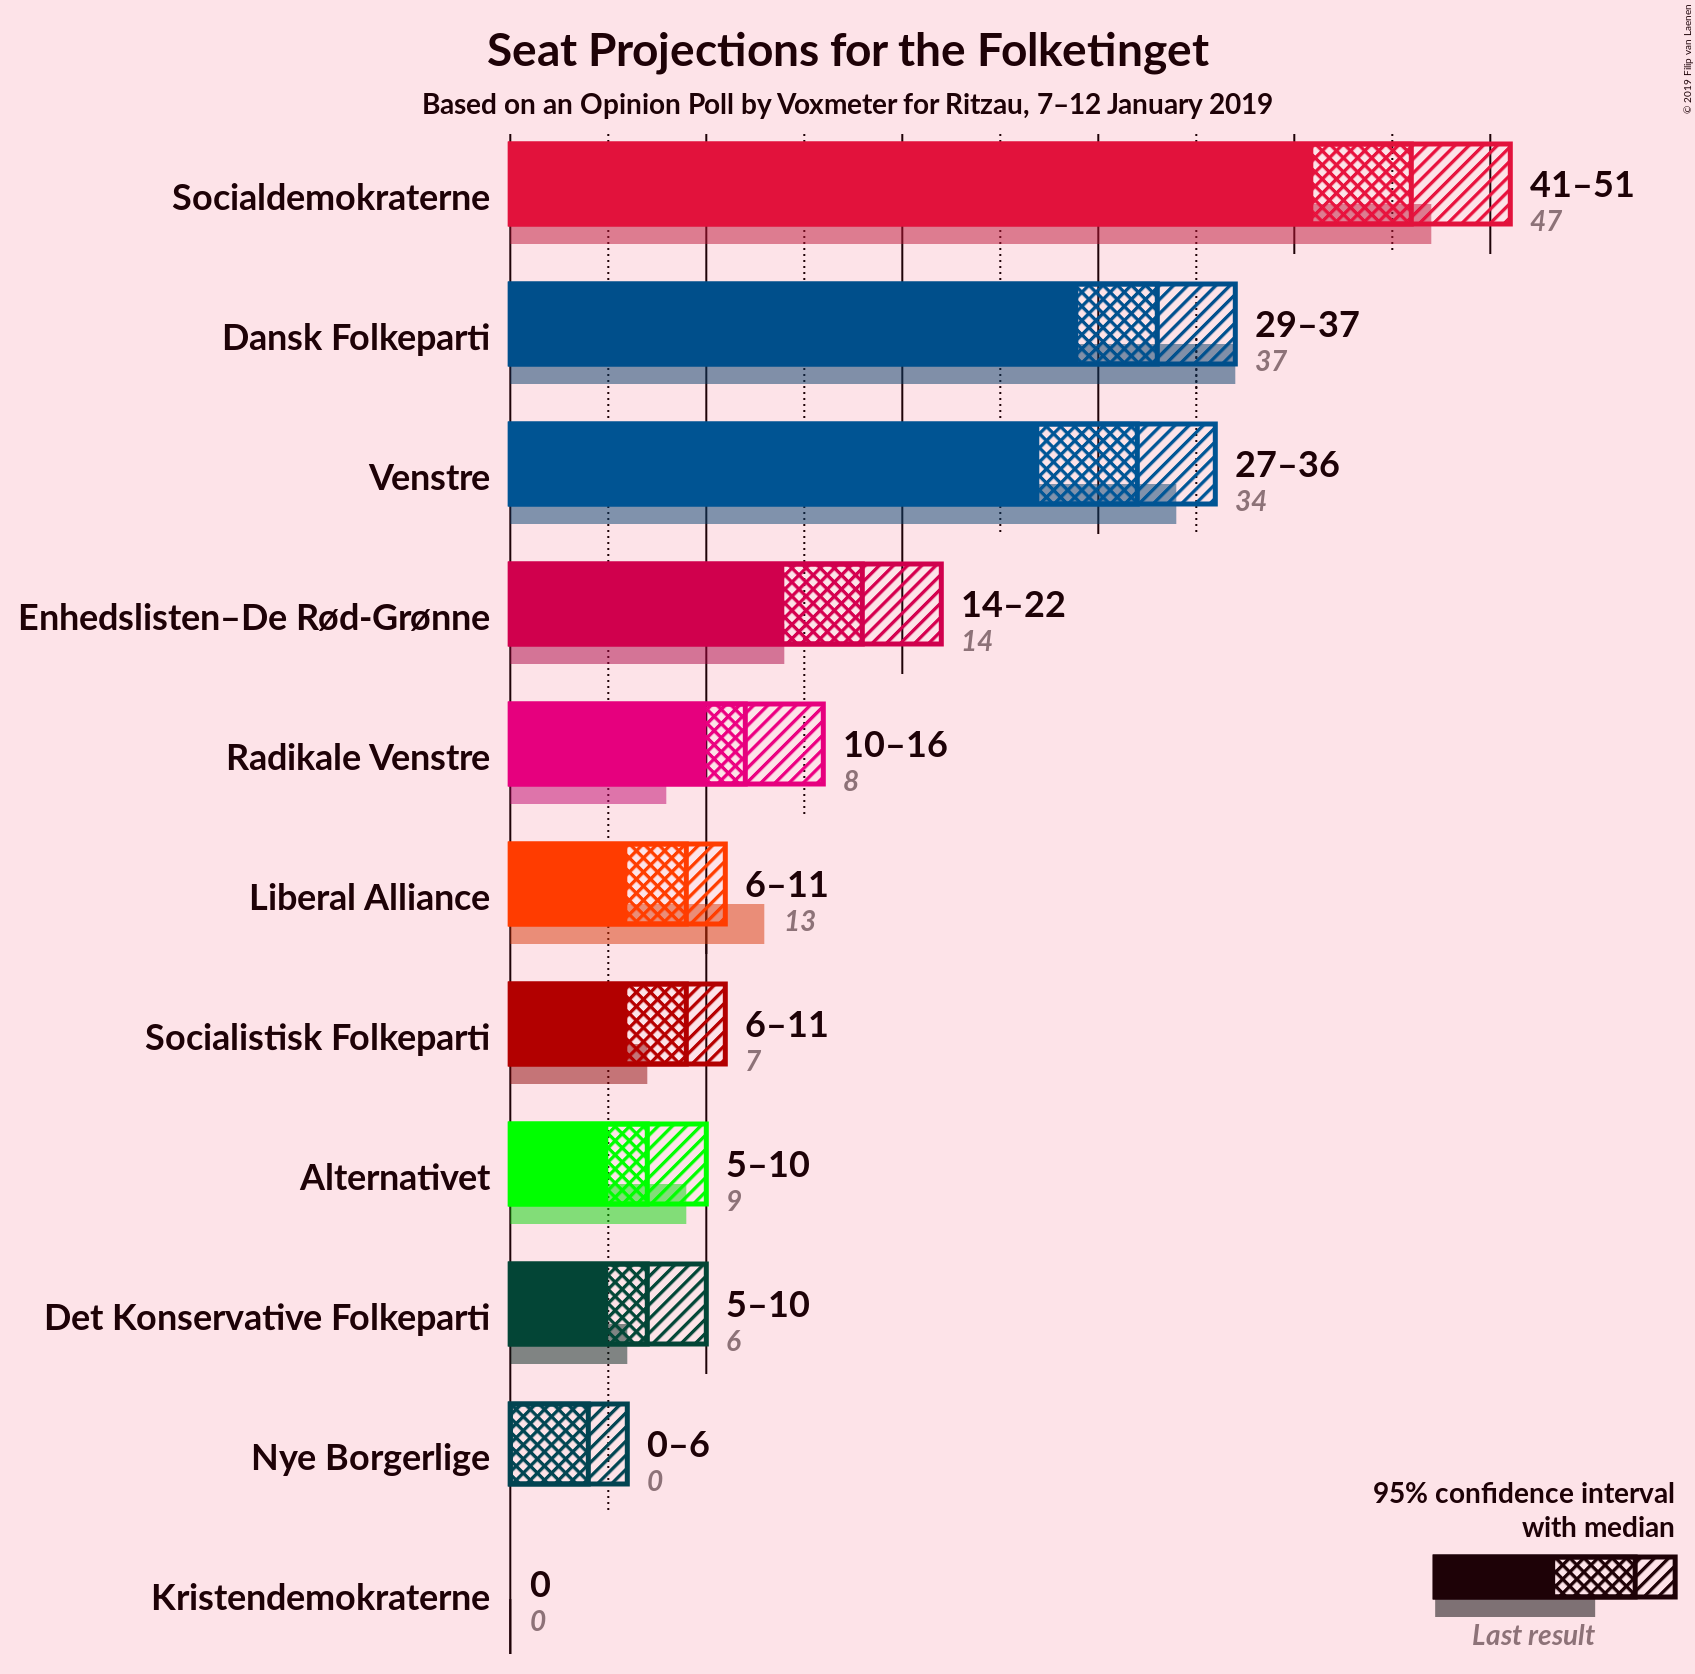 Seat Projections for the Folketinget
Based on an Opinion Poll by Voxmeter for Ritzau, 7–12 January 2019
© 2019 Filip van Laenen
Socialdemokraterne
41–51
47
Dansk Folkeparti
29–37
37
Venstre
27–36
34
Enhedslisten–De Rød-Grønne
14–22
14
Radikale Venstre
10–16
8
Liberal Alliance
6–11
13
Socialistisk Folkeparti
6–11
7
Alternativet
5–10
9
Det Konservative Folkeparti
5–10
6
Nye Borgerlige
0–6
0
Kristendemokraterne
0
0
95% confidence interval
with median
Last result